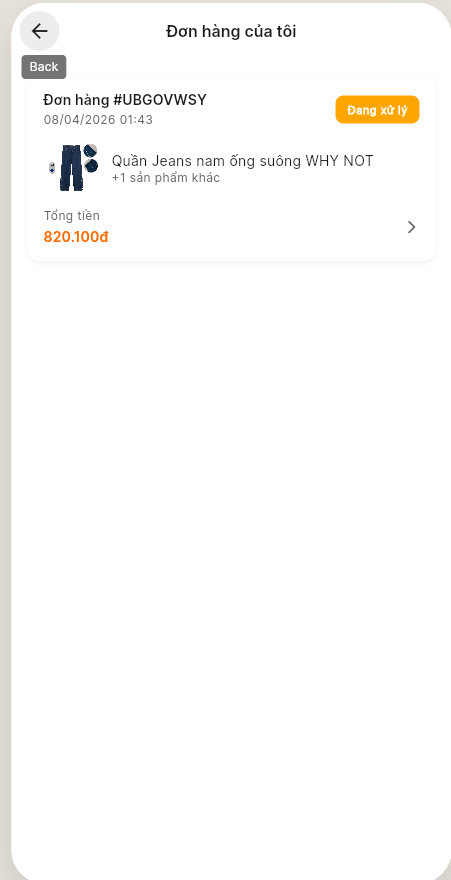 Đơn hàng của tôi
Back
Đơn hàng #UBGOVWSY
08/04/2026 01:43
Đang xử lý
Quần Jeans nam ống suông WHY NOT
+1 sản phẩm khác
Tổng tiền
820.100đ